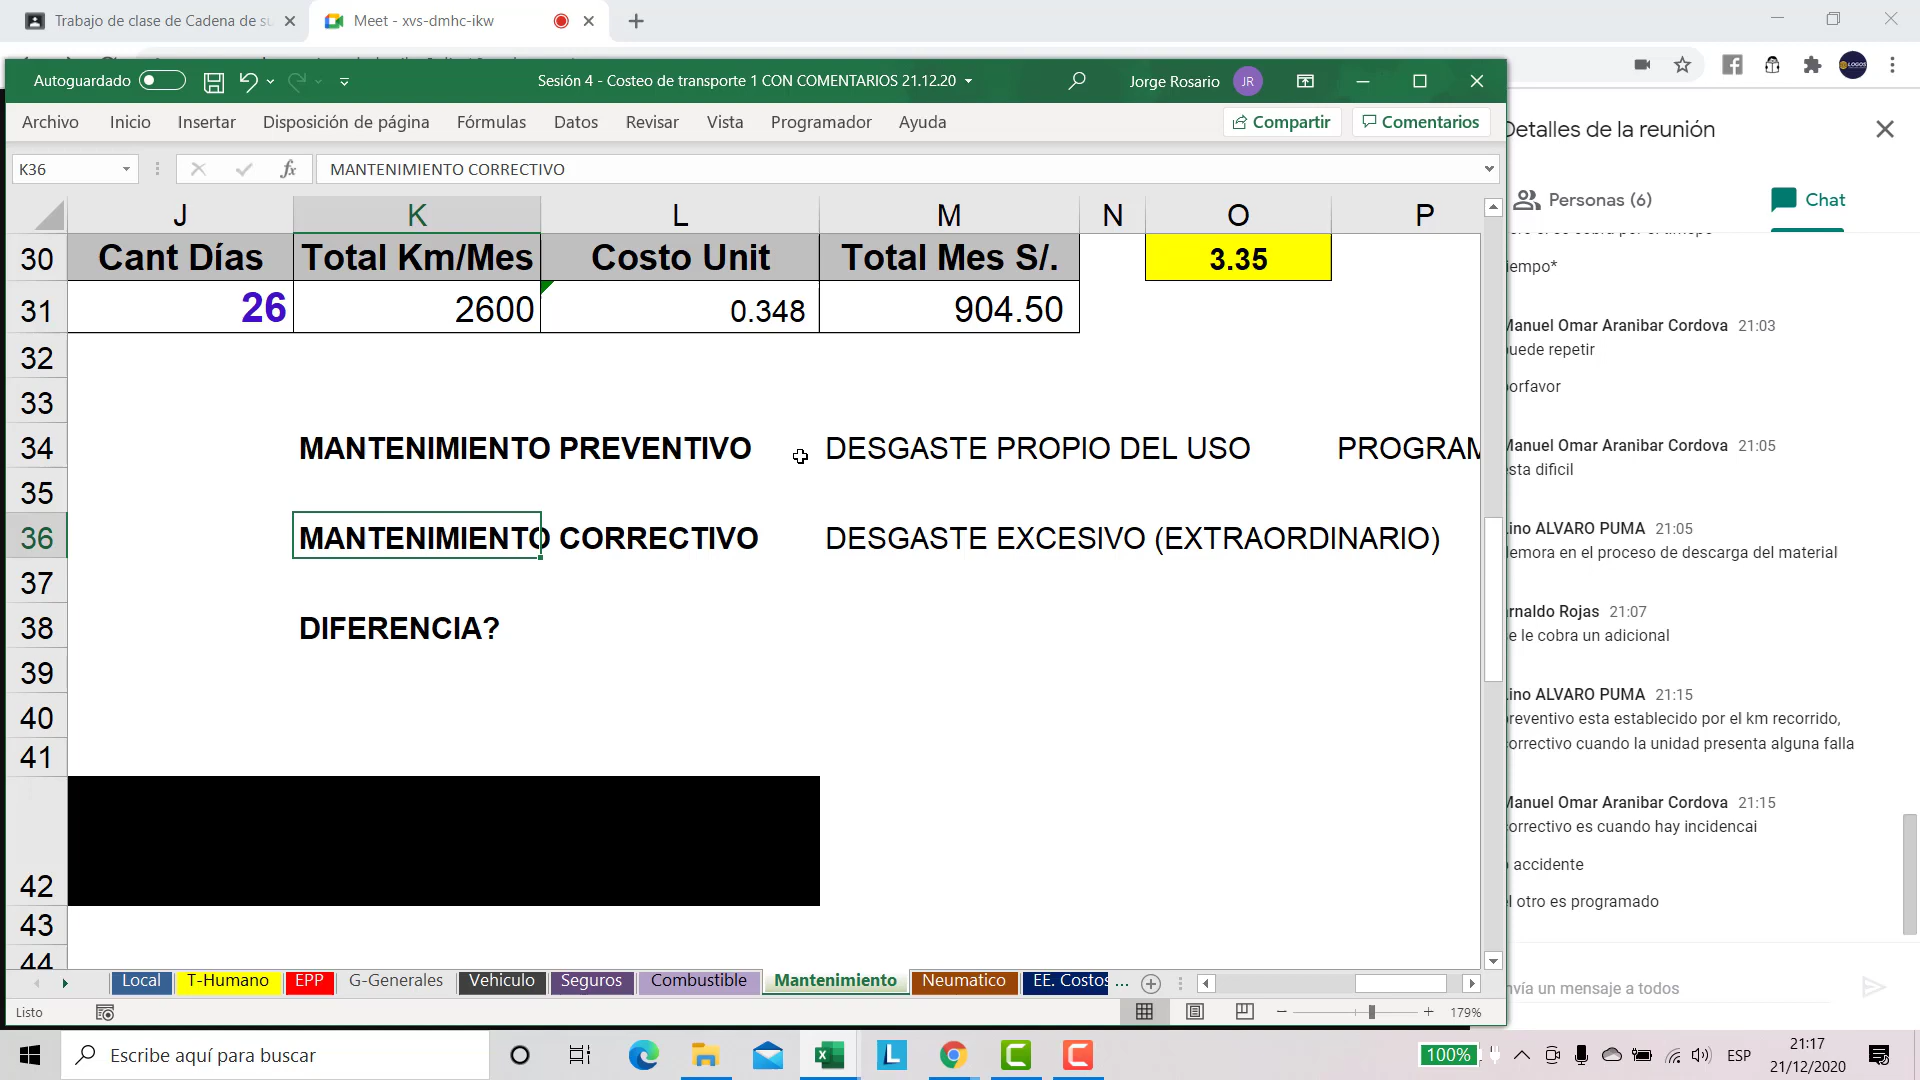 Trabajo de clase de Cadena de su
Meet - xvs-dmhc-ikw
Autoguardado
Sesión 4 - Costeo de transporte 1 CON COMENTARIOS 21.12.20
Jorge Rosario
JR
Archivo Inicio Insertar Disposición de página Fórmulas Datos Revisar Vista Programador Ayuda
Compartir
Comentarios
K36
fx
MANTENIMIENTO CORRECTIVO
J K L M N O P
30 Cant Días Total Km/Mes Costo Unit Total Mes S/. 3.35
31 26 2600 0.348 904.50
32
33
34 MANTENIMIENTO PREVENTIVO DESGASTE PROPIO DEL USO PROGRAM
35
36 MANTENIMIENTO CORRECTIVO DESGASTE EXCESIVO (EXTRAORDINARIO)
37
38 DIFERENCIA?
39
40
41
42
43
44
Local T-Humano EPP G-Generales Vehiculo Seguros Combustible Mantenimiento Neumatico EE. Costos ...
Listo
179%
Detalles de la reunión
Personas (6)
Chat
iempo*
Manuel Omar Aranibar Cordova 21:03
uede repetir
orfavor
Manuel Omar Aranibar Cordova 21:05
esta dificil
Lino ALVARO PUMA 21:05
demora en el proceso de descarga del material
rnaldo Rojas 21:07
e le cobra un adicional
Lino ALVARO PUMA 21:15
reventivo esta establecido por el km recorrido,
correctivo cuando la unidad presenta alguna falla
Manuel Omar Aranibar Cordova 21:15
correctivo es cuando hay incidencai
accidente
el otro es programado
nvía un mensaje a todos
Escribe aquí para buscar
100%
ESP
21:17
21/12/2020